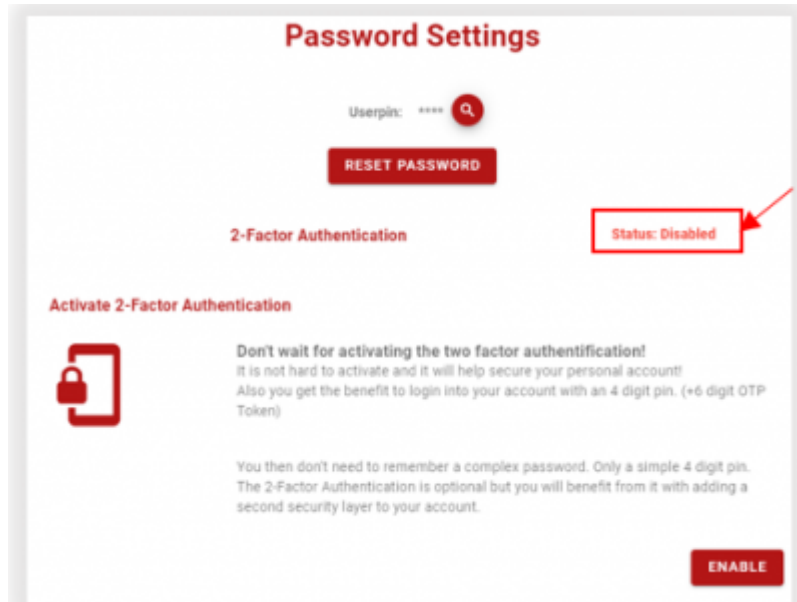 Password Settings
Userpin: ****
RESET PASSWORD
2-Factor Authentication
Status: Disabled
Activate 2-Factor Authentication
Don't wait for activating the two factor authentification!
It is not hard to activate and it will help secure your personal account!
Also you get the benefit to login into your account with an 4 digit pin. (+6 digit OTP
Token)
You then don't need to remember a complex password. Only a simple 4 digit pin.
The 2-Factor Authentication is optional but you will benefit from it with adding a
second security layer to your account.
ENABLE